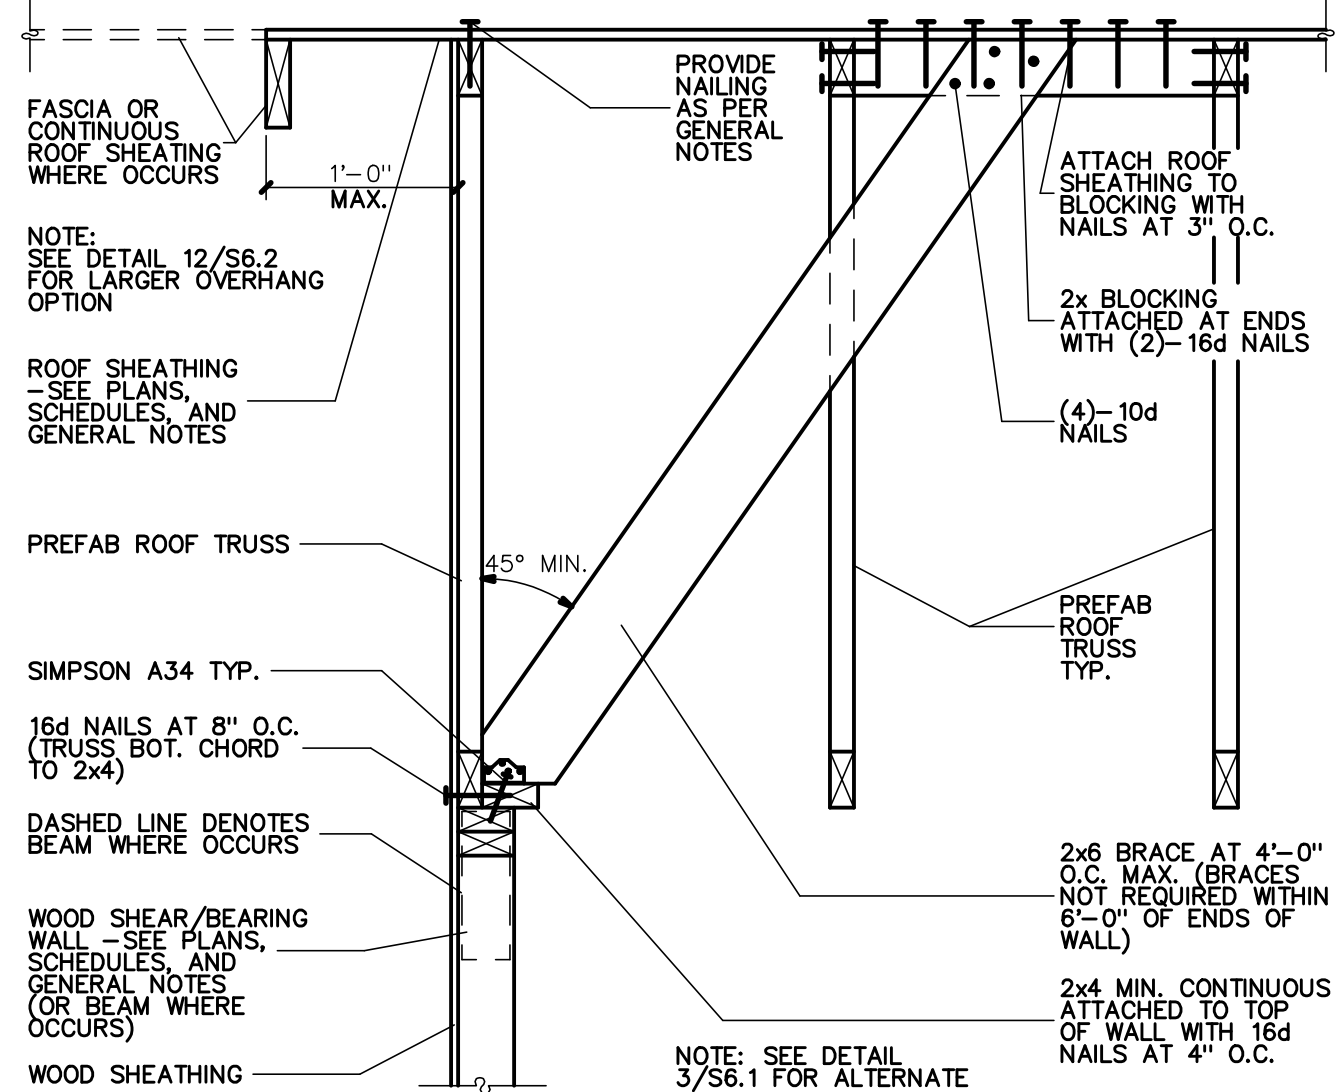 FASCIA OR
CONTINUOUS
ROOF SHEATING
WHERE OCCURS
1'-0"
MAX.
NOTE:
SEE DETAIL 12/S6.2
FOR LARGER OVERHANG
OPTION
ROOF SHEATHING
-SEE PLANS,
SCHEDULES, AND
GENERAL NOTES
PREFAB ROOF TRUSS
SIMPSON A34 TYP.
16d NAILS AT 8" O.C.
(TRUSS BOT. CHORD
TO 2x4)
DASHED LINE DENOTES
BEAM WHERE OCCURS
WOOD SHEAR/BEARING
WALL -SEE PLANS,
SCHEDULES, AND
GENERAL NOTES
(OR BEAM WHERE
OCCURS)
WOOD SHEATHING
PROVIDE
NAILING
AS PER
GENERAL
NOTES
45° MIN.
ATTACH ROOF
SHEATHING TO
BLOCKING WITH
NAILS AT 3" O.C.
2x BLOCKING
ATTACHED AT ENDS
WITH (2)-16d NAILS
(4)-10d
NAILS
PREFAB
ROOF
TRUSS
TYP.
2x6 BRACE AT 4'-0"
O.C. MAX. (BRACES
NOT REQUIRED WITHIN
6'-0" OF ENDS OF
WALL)
2x4 MIN. CONTINUOUS
ATTACHED TO TOP
OF WALL WITH 16d
NAILS AT 4" O.C.
NOTE: SEE DETAIL
3/S6.1 FOR ALTERNATE